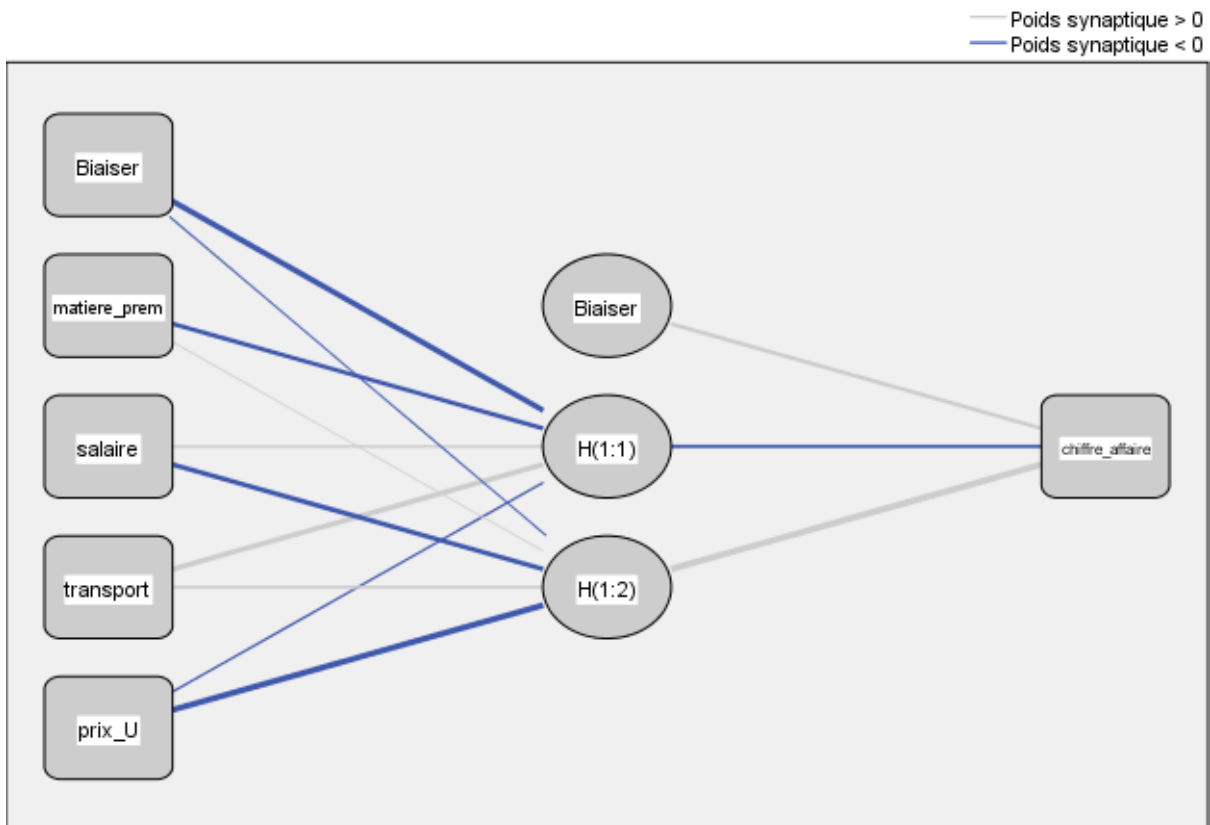 Poids synaptique > 0
Poids synaptique < 0
Biaiser
matiere_prem
salaire
transport
prix_U
Biaiser
H(1:1)
H(1:2)
chiffre_affaire